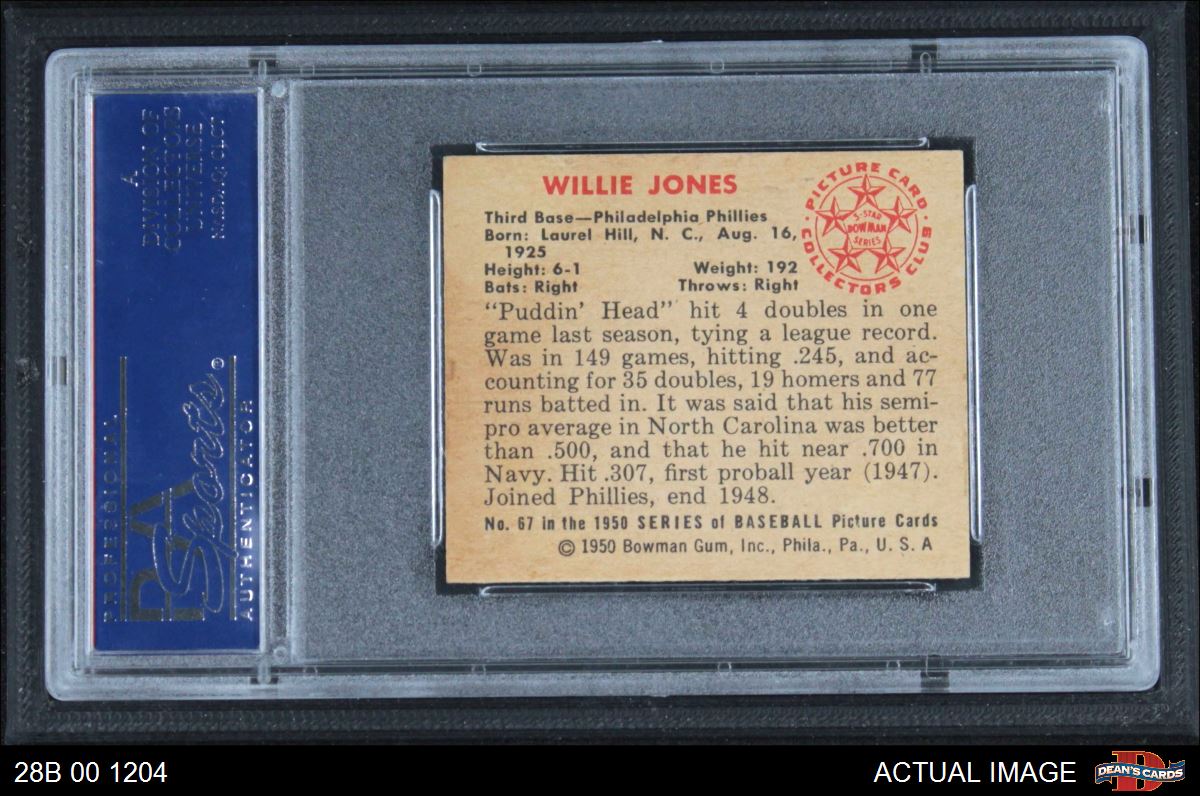 A
DIVISION OF
COLLECTORS
UNIVERSE
NASDAQ: CLCT
PROFESSIONAL
PSA
Sports®
AUTHENTICATOR
WILLIE JONES
Third Base—Philadelphia Phillies
Born: Laurel Hill, N. C., Aug. 16,
1925
Height: 6-1 Weight: 192
Bats: Right Throws: Right
PICTURE CARD
COLLECTORS CLUB
5-STAR
BOWMAN
SERIES
"Puddin' Head" hit 4 doubles in one
game last season, tying a league record.
Was in 149 games, hitting .245, and ac-
counting for 35 doubles, 19 homers and 77
runs batted in. It was said that his semi-
pro average in North Carolina was better
than .500, and that he hit near .700 in
Navy. Hit .307, first proball year (1947).
Joined Phillies, end 1948.
No. 67 in the 1950 SERIES of BASEBALL Picture Cards
© 1950 Bowman Gum, Inc., Phila., Pa., U. S. A
28B 00 1204
ACTUAL IMAGE
DEAN'S CARDS